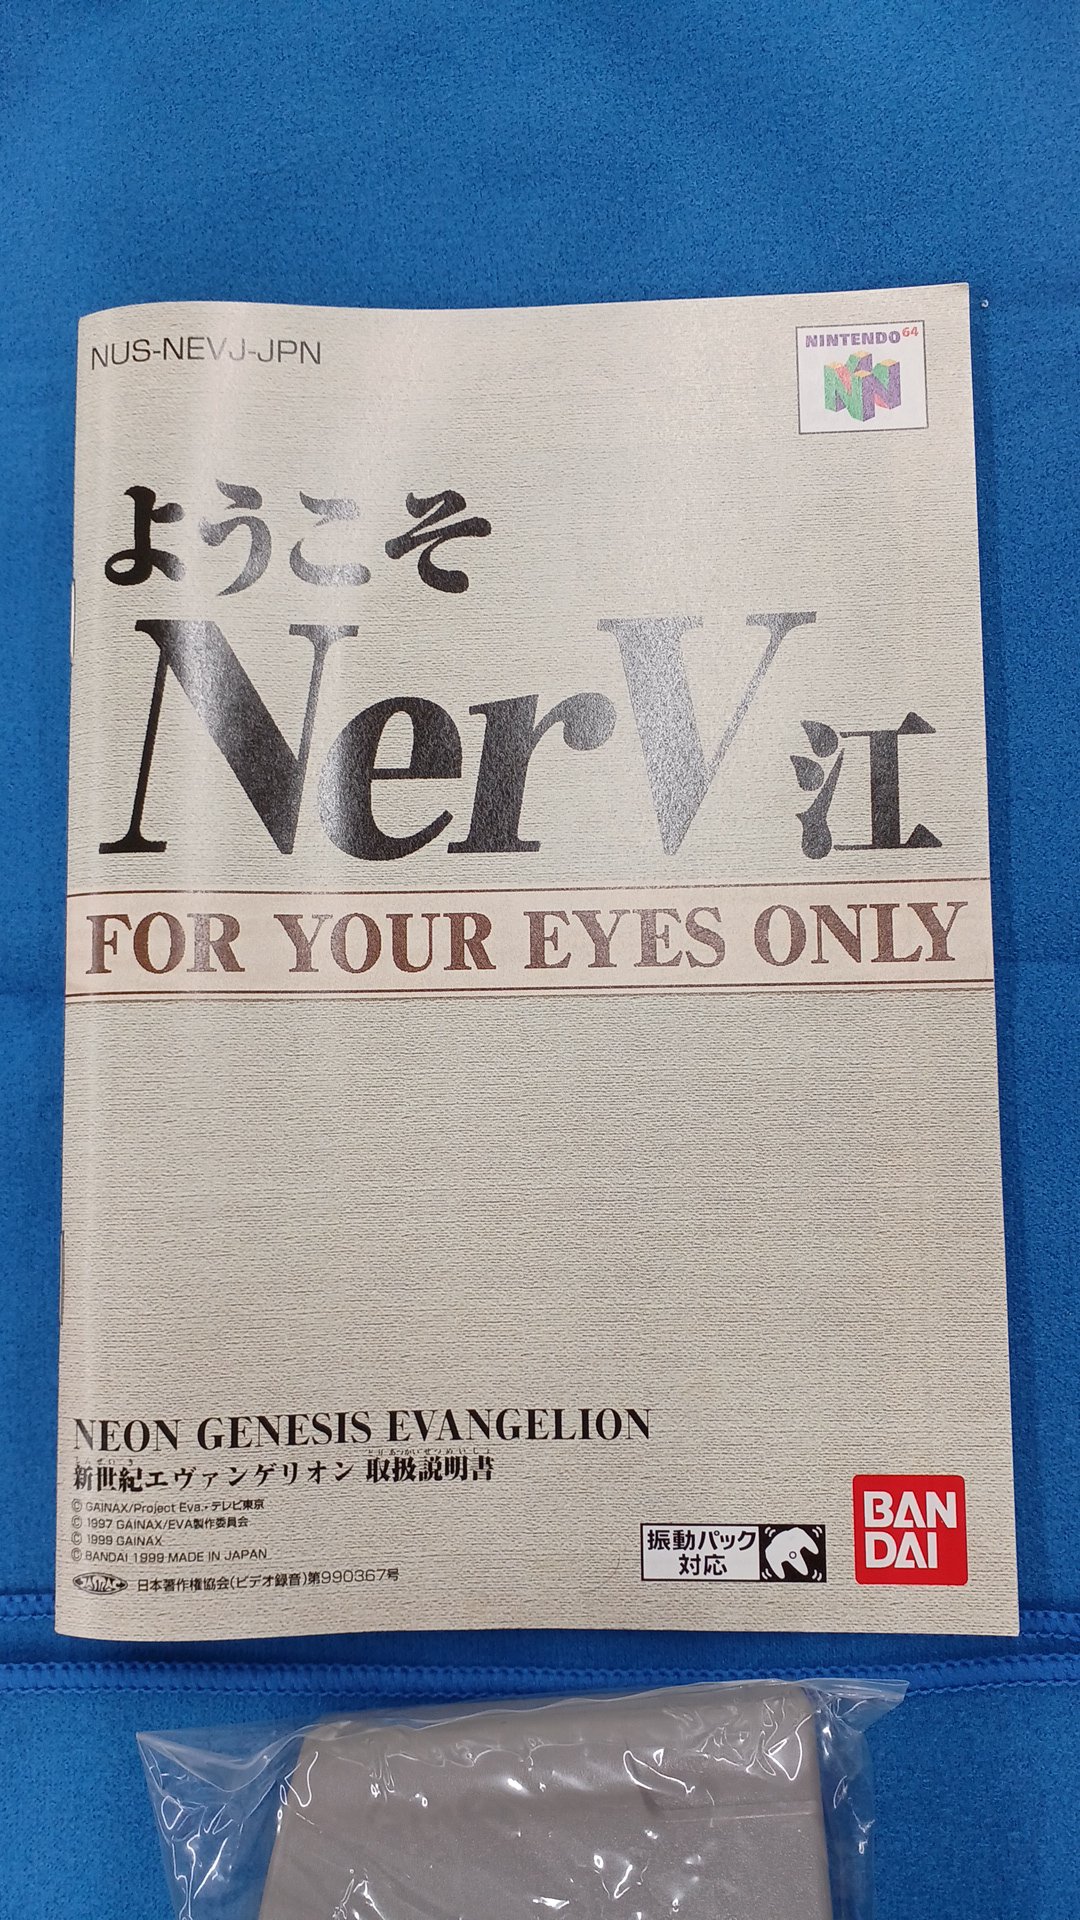 NUS-NEVJ-JPN
NINTENDO64
ようこそ
NerV江
FOR YOUR EYES ONLY
NEON GENESIS EVANGELION
新世紀エヴァンゲリオン 取扱説明書
© GAINAX/Project Eva.・テレビ東京
© 1997 GAINAX/EVA製作委員会
© 1999 GAINAX
© BANDAI 1999 MADE IN JAPAN
日本著作権協会(ビデオ録音)第990367号
振動パック
対応
BAN
DAI